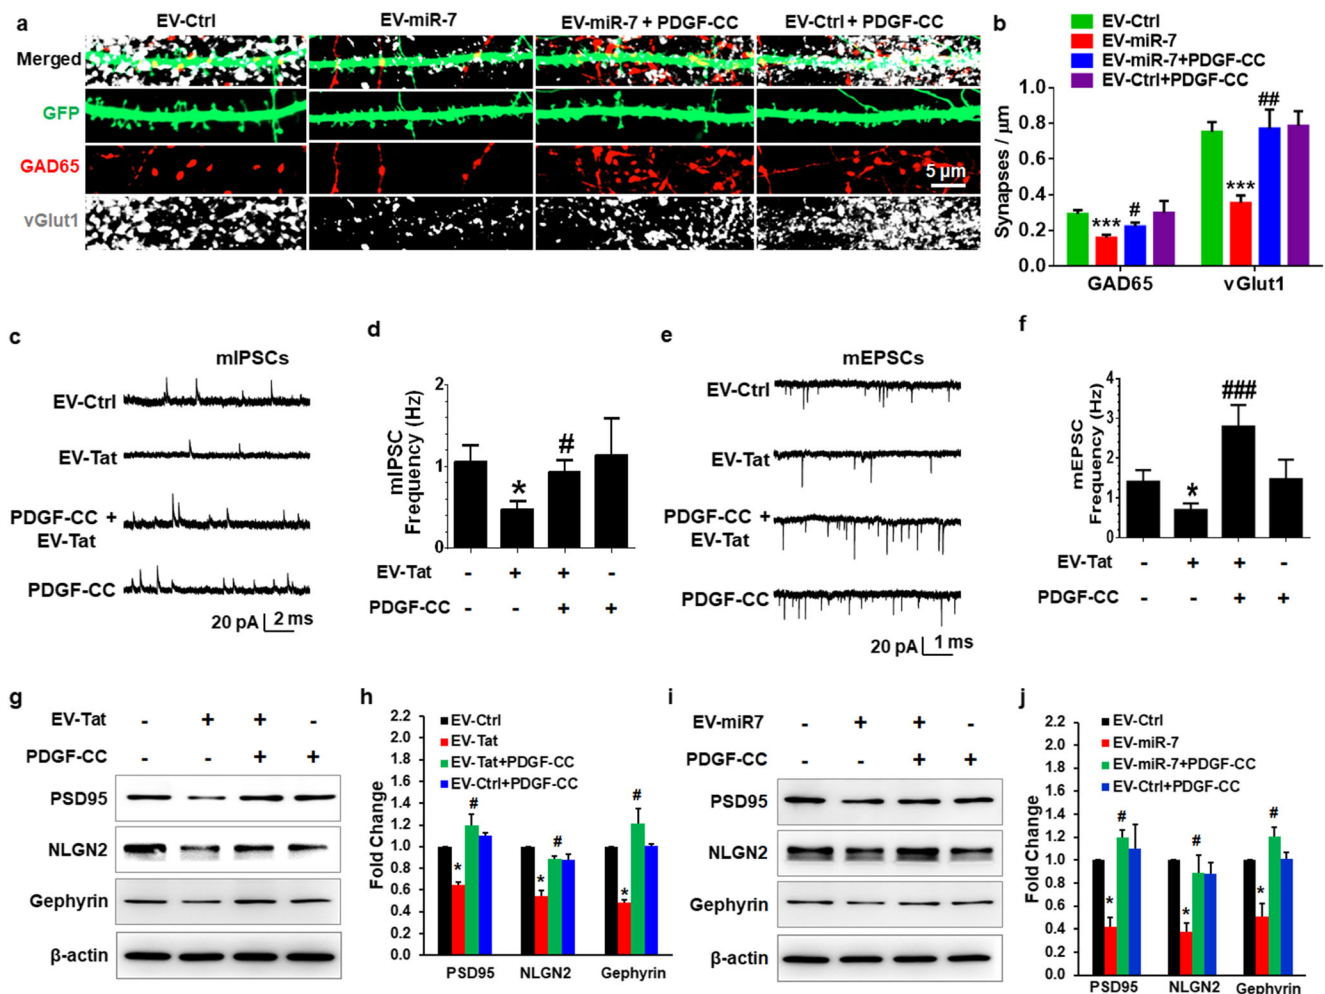 a
EV-Ctrl
EV-miR-7
EV-miR-7 + PDGF-CC
EV-Ctrl + PDGF-CC
Merged
GFP
GAD65
5 μm
vGlut1
b
EV-Ctrl
EV-miR-7
EV-miR-7+PDGF-CC
EV-Ctrl+PDGF-CC
Synapses / μm
1.0
0.8
0.6
0.4
0.2
0.0
***
#
***
##
GAD65
vGlut1
c
mIPSCs
EV-Ctrl
EV-Tat
PDGF-CC +
EV-Tat
PDGF-CC
20 pA
2 ms
d
mIPSC
Frequency (Hz)
2
1
0
*
#
EV-Tat - + + -
PDGF-CC - - + +
e
mEPSCs
EV-Ctrl
EV-Tat
PDGF-CC +
EV-Tat
PDGF-CC
20 pA
1 ms
f
mEPSC
Frequency (Hz)
4
3
2
1
0
*
###
EV-Tat - + + -
PDGF-CC - - + +
g
EV-Tat - + + -
PDGF-CC - - + +
PSD95
NLGN2
Gephyrin
β-actin
h
EV-Ctrl
EV-Tat
EV-Tat+PDGF-CC
EV-Ctrl+PDGF-CC
Fold Change
2.2
2.0
1.8
1.6
1.4
1.2
1.0
0.8
0.6
0.4
0.2
0.0
*
#
*
#
*
#
PSD95
NLGN2
Gephyrin
i
EV-miR7 - + + -
PDGF-CC - - + +
PSD95
NLGN2
Gephyrin
β-actin
j
EV-Ctrl
EV-miR-7
EV-miR-7+PDGF-CC
EV-Ctrl+PDGF-CC
Fold Change
2.2
2.0
1.8
1.6
1.4
1.2
1.0
0.8
0.6
0.4
0.2
0.0
*
#
*
#
*
#
PSD95
NLGN2
Gephyrin